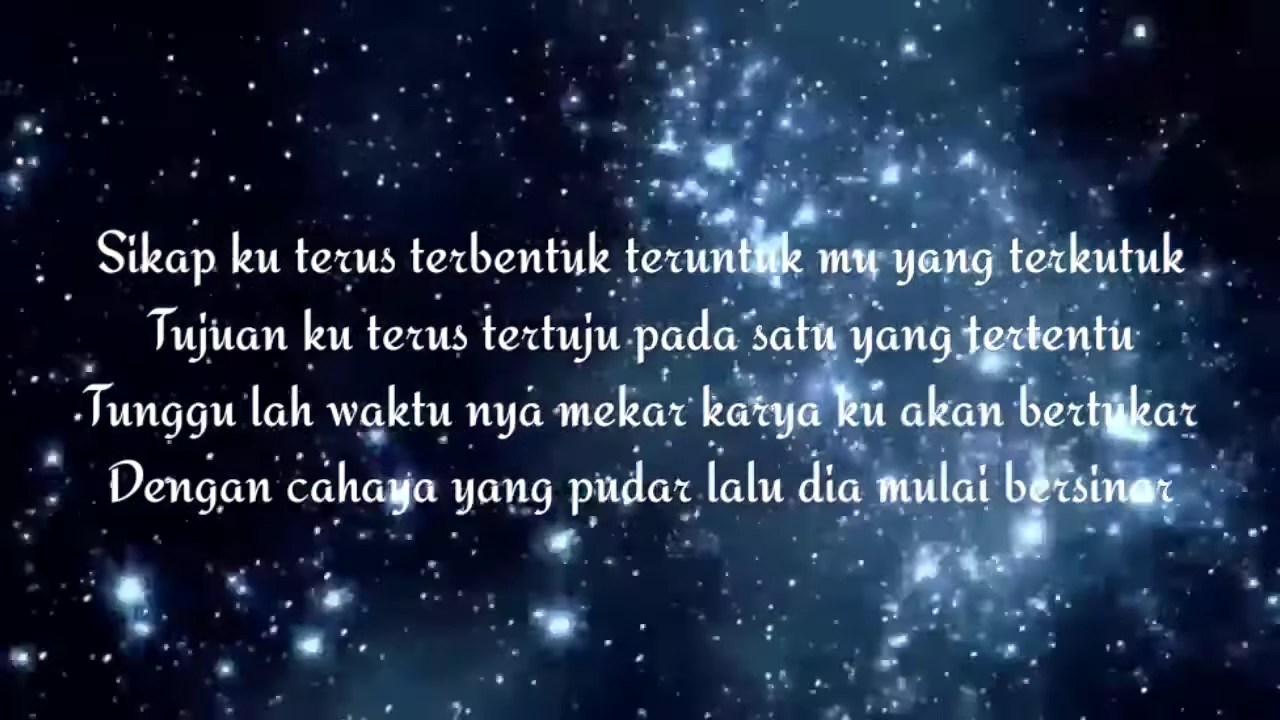 Sikap ku terus terbentuk teruntuk mu yang terkutuk
Tujuan ku terus tertuju pada satu yang tertentu
Tunggu lah waktu nya mekar karya ku akan bertukar
Dengan cahaya yang pudar lalu dia mulai bersinar